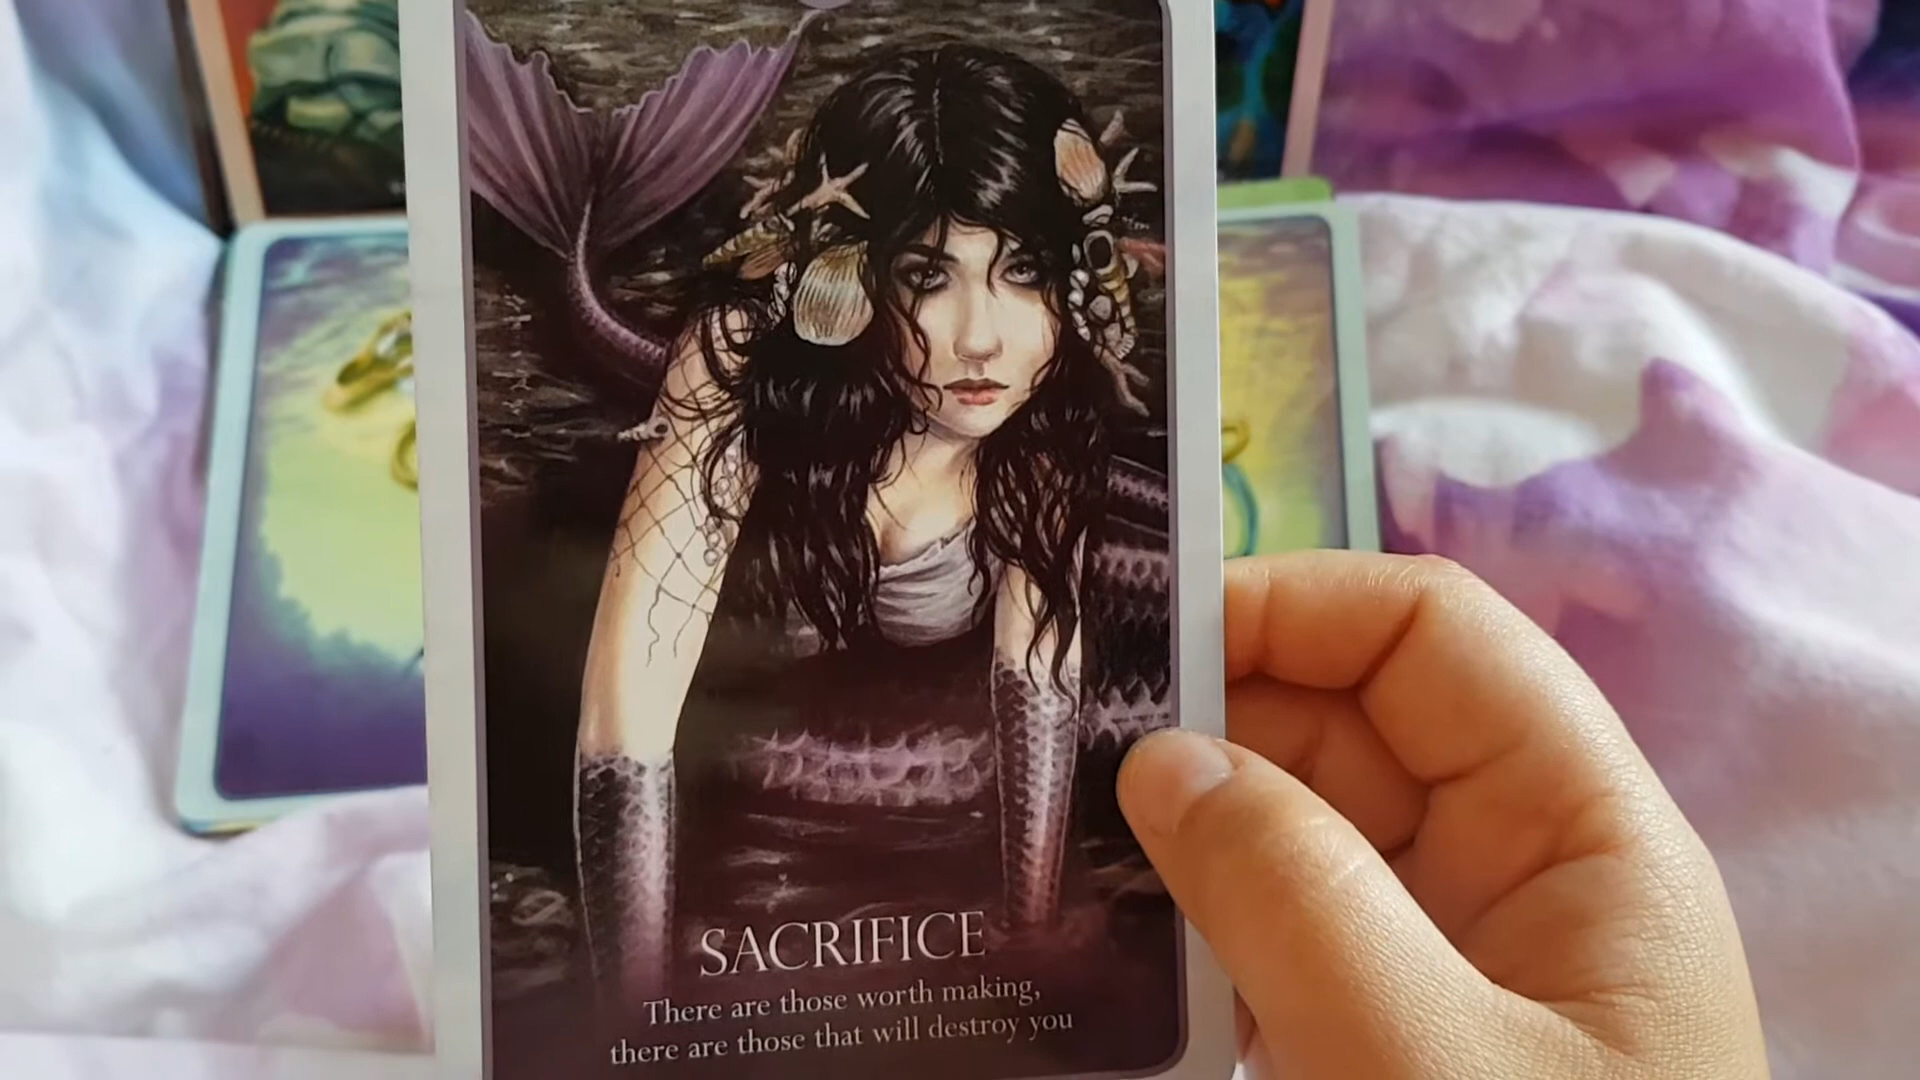 SACRIFICE
There are those worth making,
there are those that will destroy you